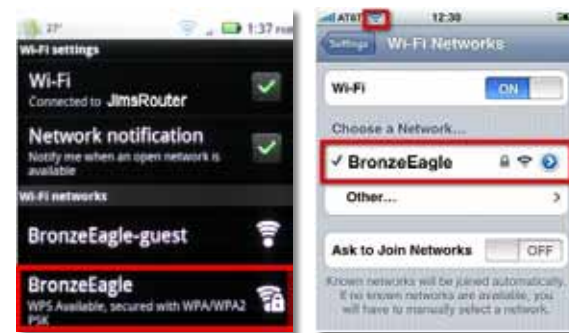 27° 1:37 PM
Wi-Fi settings
Wi-Fi
Connected to JimsRouter
Network notification
Notify me when an open network is
available
Wi-Fi networks
BronzeEagle-guest
BronzeEagle
WPS Available, secured with WPA/WPA2
PSK
AT&T 12:30
Settings Wi-Fi Networks
Wi-Fi ON
Choose a Network...
✓ BronzeEagle
Other...
Ask to Join Networks OFF
Known networks will be joined automatically.
If no known networks are available, you
will have to manually select a network.